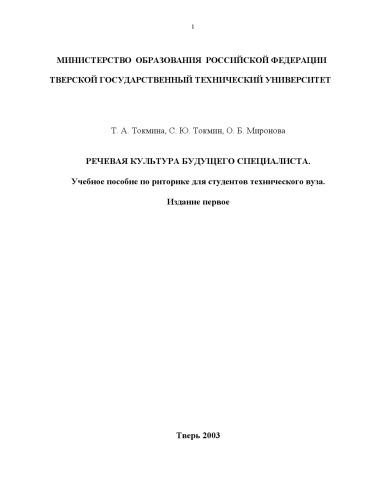 1
МИНИСТЕРСТВО ОБРАЗОВАНИЯ РОССИЙСКОЙ ФЕДЕРАЦИИ
ТВЕРСКОЙ ГОСУДАРСТВЕННЫЙ ТЕХНИЧЕСКИЙ УНИВЕРСИТЕТ
Т. А. Токмина, С. Ю. Токмин, О. Б. Миронова
РЕЧЕВАЯ КУЛЬТУРА БУДУЩЕГО СПЕЦИАЛИСТА.
Учебное пособие по риторике для студентов технического вуза.
Издание первое
Тверь 2003